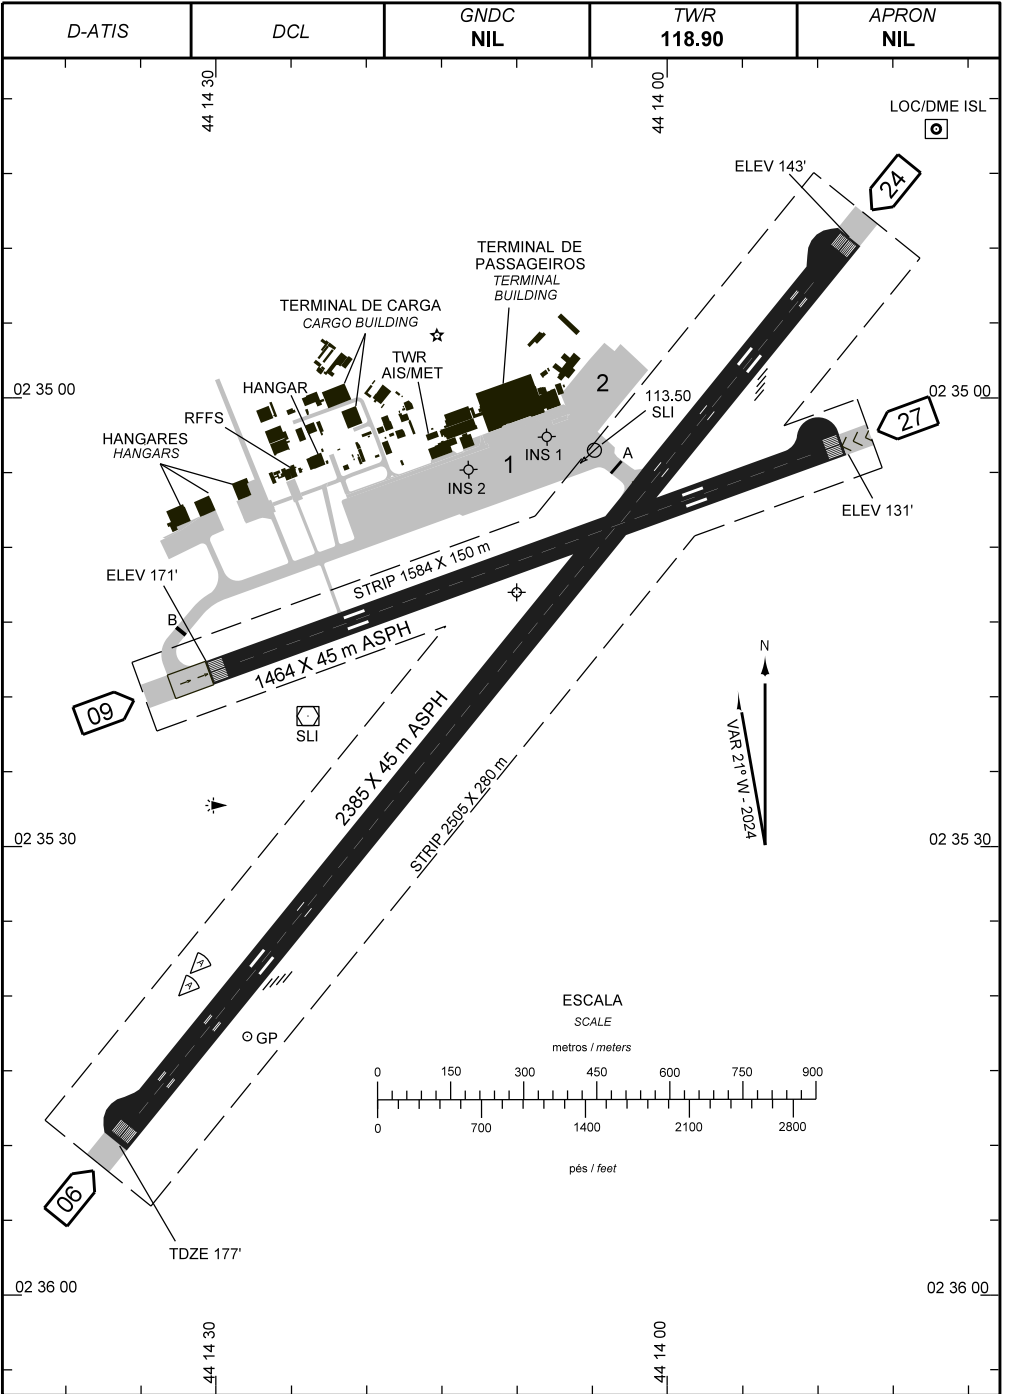 D-ATIS
DCL
GNDC
NIL
TWR
118.90
APRON
NIL
44 14 30
44 14 00
LOC/DME ISL
ELEV 143'
24
TERMINAL DE
PASSAGEIROS
TERMINAL
BUILDING
TERMINAL DE CARGA
CARGO BUILDING
TWR
AIS/MET
HANGAR
RFFS
HANGARES
HANGARS
02 35 00
02 35 00
2
113.50
SLI
27
1
INS 1
INS 2
A
ELEV 131'
ELEV 171'
STRIP 1584 X 150 m
B
1464 X 45 m ASPH
09
SLI
N
VAR 21º W - 2024
2385 X 45 m ASPH
STRIP 2505 X 280 m
02 35 30
02 35 30
A
A
GP
ESCALA
SCALE
metros / meters
0 150 300 450 600 750 900
0 700 1400 2100 2800
pés / feet
06
TDZE 177'
02 36 00
02 36 00
44 14 30
44 14 00